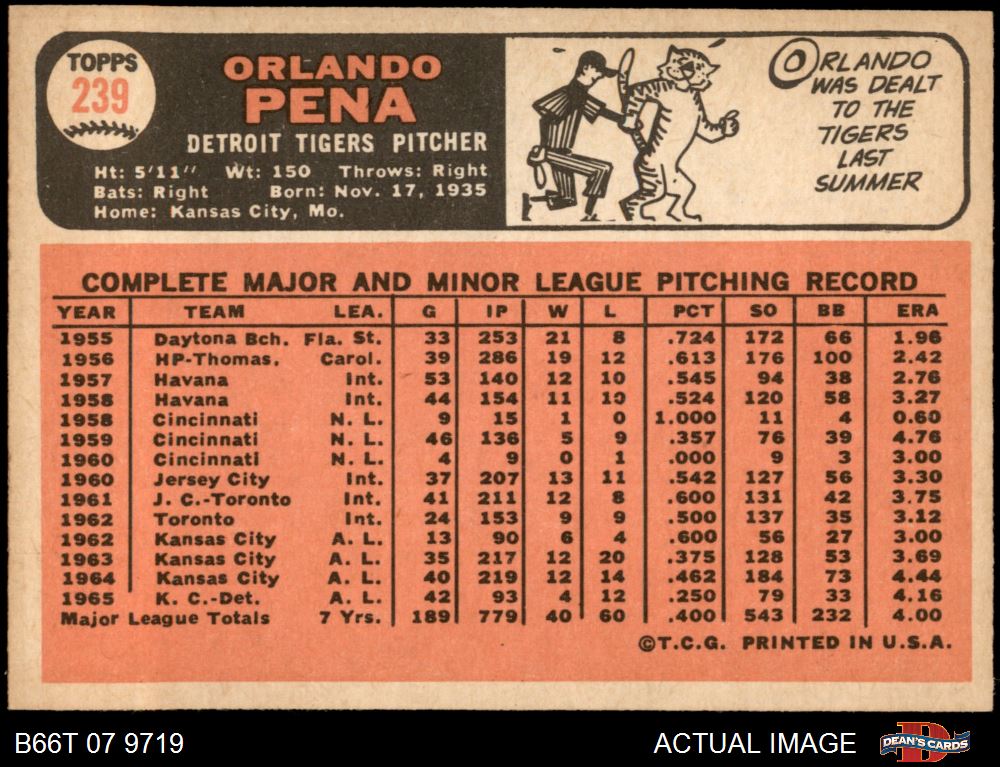 TOPPS
239
ORLANDO
PENA
DETROIT TIGERS PITCHER
Ht: 5'11" Wt: 150 Throws: Right
Bats: Right Born: Nov. 17, 1935
Home: Kansas City, Mo.
ORLANDO
WAS DEALT
TO THE
TIGERS
LAST
SUMMER
COMPLETE MAJOR AND MINOR LEAGUE PITCHING RECORD
YEAR TEAM LEA. G IP W L PCT SO BB ERA
1955 Daytona Bch. Fla. St. 33 253 21 8 .724 172 66 1.96
1956 HP-Thomas. Carol. 39 286 19 12 .613 176 100 2.42
1957 Havana Int. 53 140 12 10 .545 94 38 2.76
1958 Havana Int. 44 154 11 10 .524 120 58 3.27
1958 Cincinnati N. L. 9 15 1 0 1.000 11 4 0.60
1959 Cincinnati N. L. 46 136 5 9 .357 76 39 4.76
1960 Cincinnati N. L. 4 9 0 1 .000 9 3 3.00
1960 Jersey City Int. 37 207 13 11 .542 127 56 3.30
1961 J. C.-Toronto Int. 41 211 12 8 .600 131 42 3.75
1962 Toronto Int. 24 153 9 9 .500 137 35 3.12
1962 Kansas City A. L. 13 90 6 4 .600 56 27 3.00
1963 Kansas City A. L. 35 217 12 20 .375 128 53 3.69
1964 Kansas City A. L. 40 219 12 14 .462 184 73 4.44
1965 K. C.-Det. A. L. 42 93 4 12 .250 79 33 4.16
Major League Totals 7 Yrs. 189 779 40 60 .400 543 232 4.00
©T.C.G. PRINTED IN U.S.A.
B66T 07 9719
ACTUAL IMAGE
DEAN'S CARDS